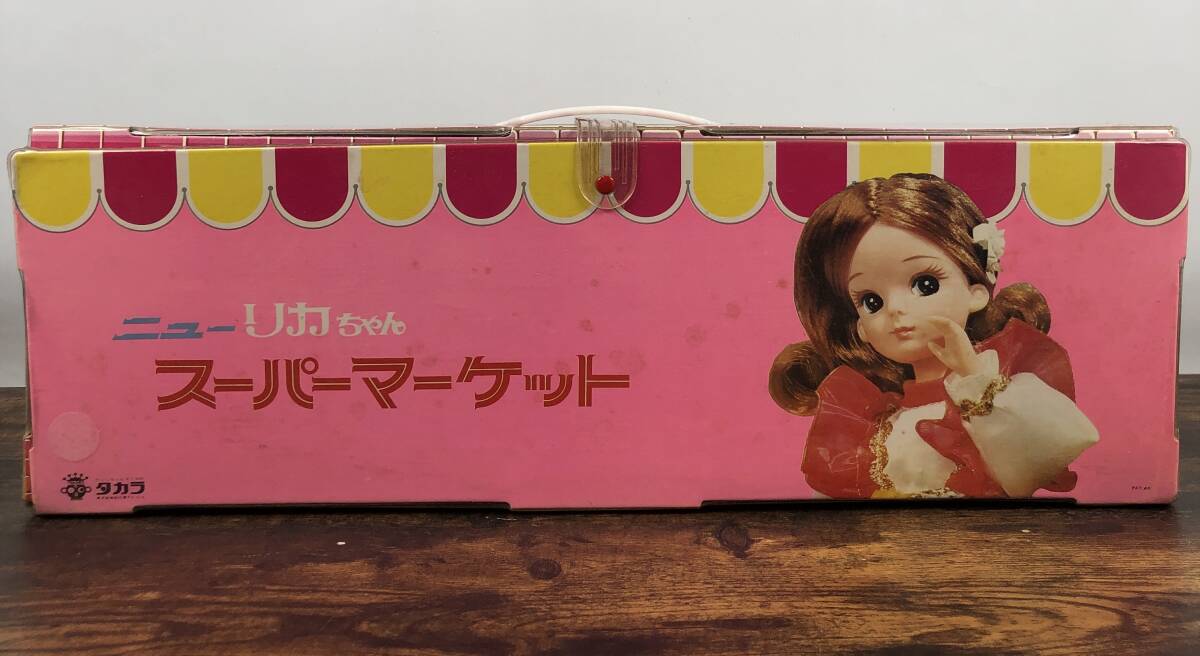 ニューリカちゃん
スーパーマーケット
タカラ